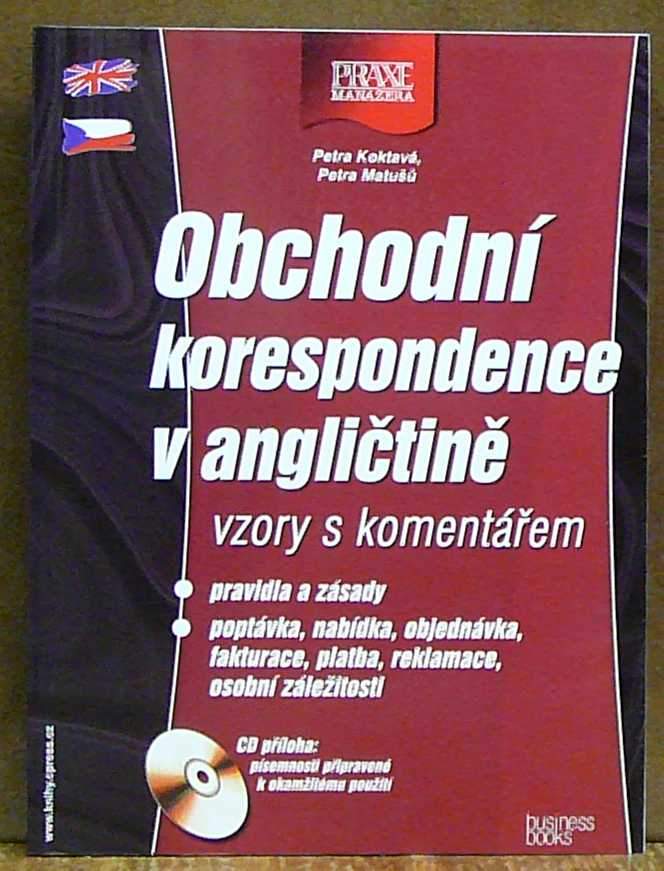 PRAXE
MANAŽERA
Petra Koktavá,
Petra Matušů
Obchodní
korespondence
v angličtině
vzory s komentářem
pravidla a zásady
poptávka, nabídka, objednávka,
fakturace, platba, reklamace,
osobní záležitosti
CD příloha:
písemnosti připravené
k okamžitému použití
www.knihy.cpress.cz
business
books